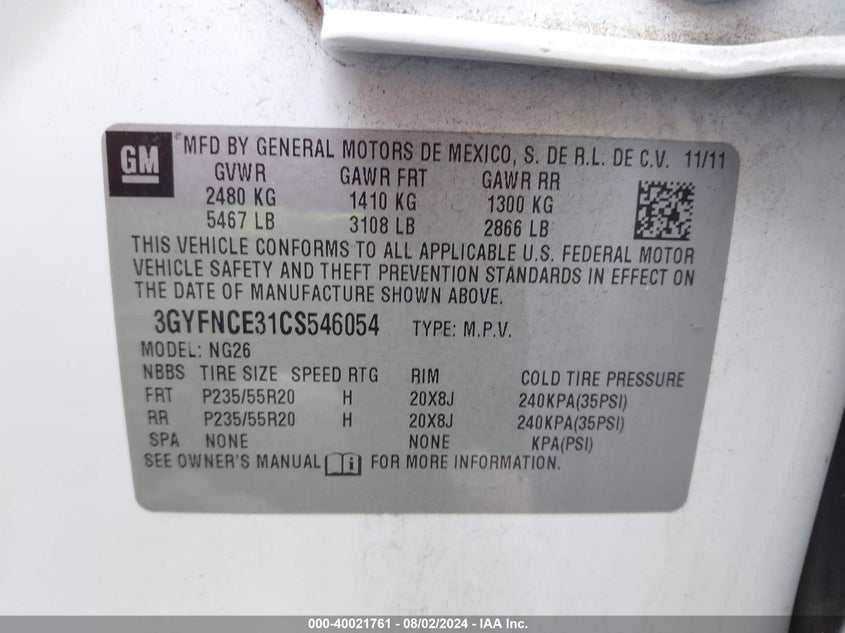 GM
MFD BY GENERAL MOTORS DE MEXICO, S. DE R.L. DE C.V. 11/11
GVWR GAWR FRT GAWR RR
2480 KG 1410 KG 1300 KG
5467 LB 3108 LB 2866 LB
THIS VEHICLE CONFORMS TO ALL APPLICABLE U.S. FEDERAL MOTOR
VEHICLE SAFETY AND THEFT PREVENTION STANDARDS IN EFFECT ON
THE DATE OF MANUFACTURE SHOWN ABOVE.
3GYFNCE31CS546054 TYPE: M.P.V.
MODEL: NG26
NBBS TIRE SIZE SPEED RTG RIM COLD TIRE PRESSURE
FRT P235/55R20 H 20X8J 240KPA(35PSI)
RR P235/55R20 H 20X8J 240KPA(35PSI)
SPA NONE NONE KPA(PSI)
SEE OWNER'S MANUAL FOR MORE INFORMATION.
000-40021761 - 08/02/2024 - IAA Inc.